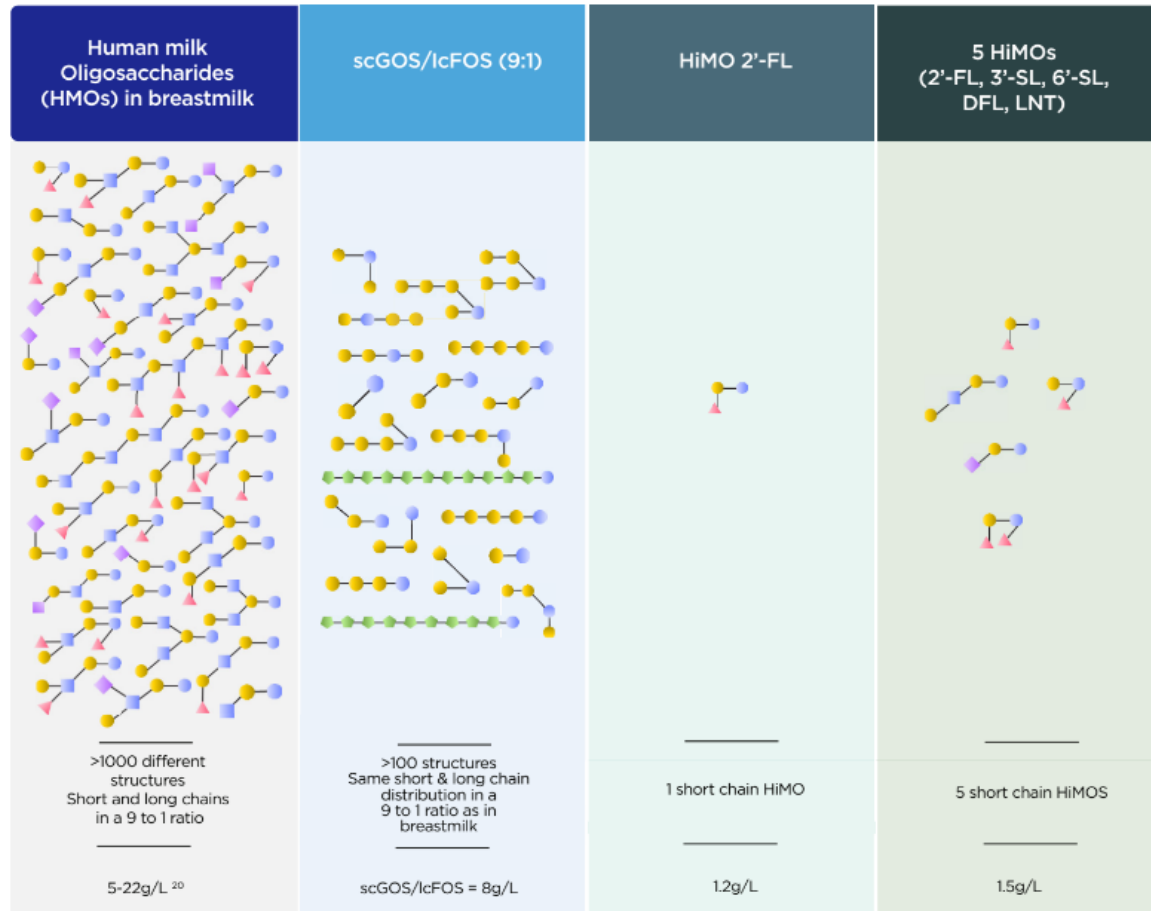 Human milk
Oligosaccharides
(HMOs) in breastmilk
scGOS/lcFOS (9:1)
HiMO 2’-FL
5 HiMOs
(2’-FL, 3’-SL, 6’-SL,
DFL, LNT)
>1000 different
structures
Short and long chains
in a 9 to 1 ratio
>100 structures
Same short & long chain
distribution in a
9 to 1 ratio as in
breastmilk
1 short chain HiMO
5 short chain HiMOS
5-22g/L 20
scGOS/lcFOS = 8g/L
1.2g/L
1.5g/L